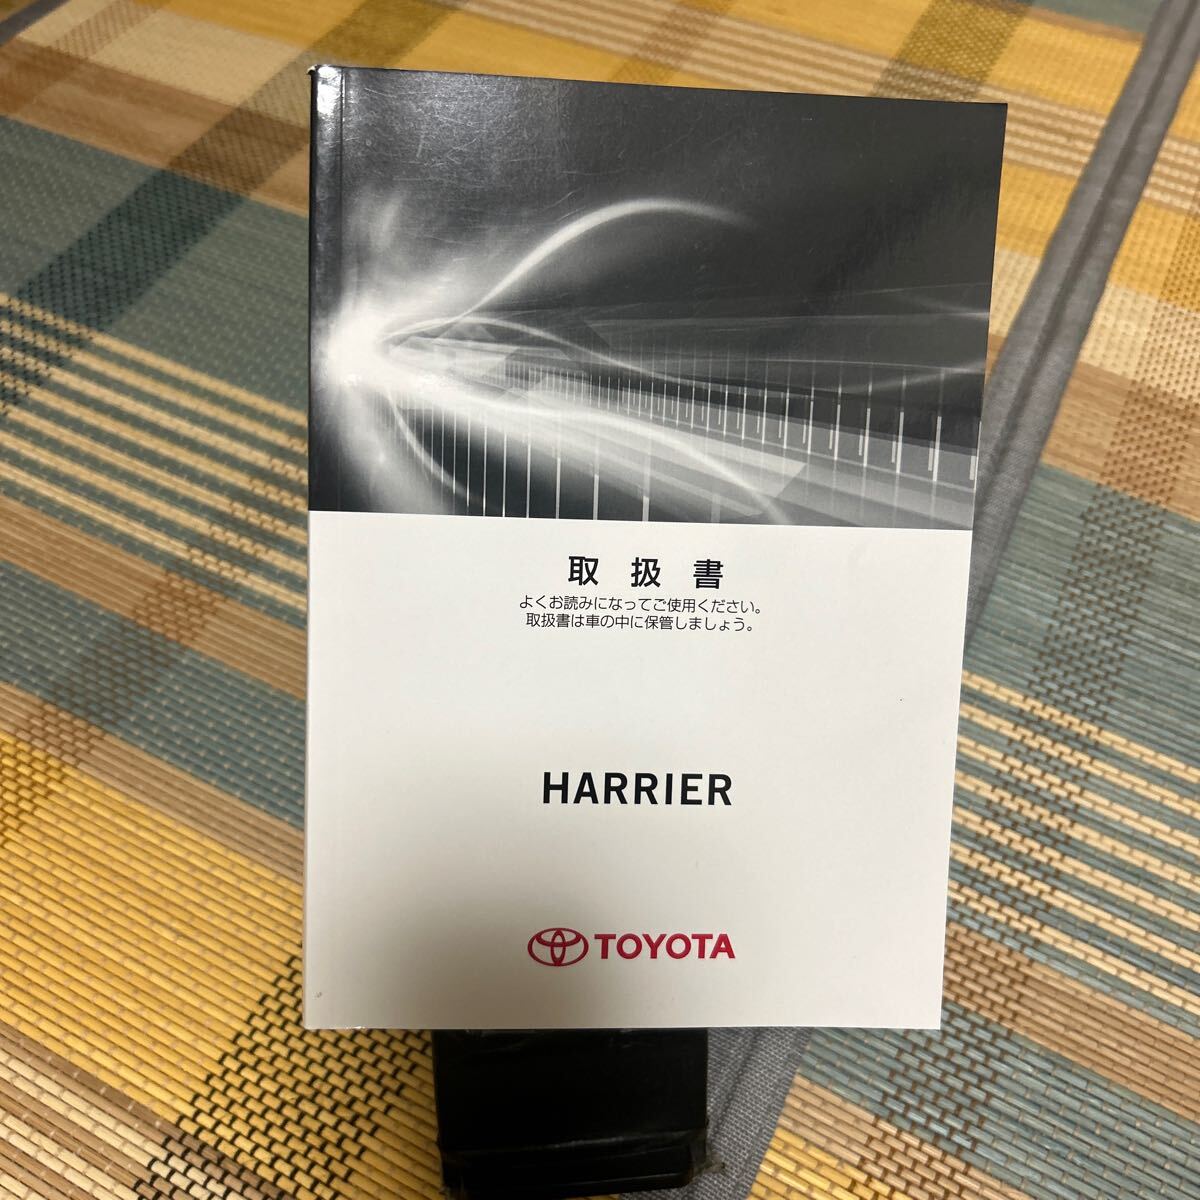 取扱書
よくお読みになってご使用ください。
取扱書は車の中に保管しましょう。
HARRIER
TOYOTA